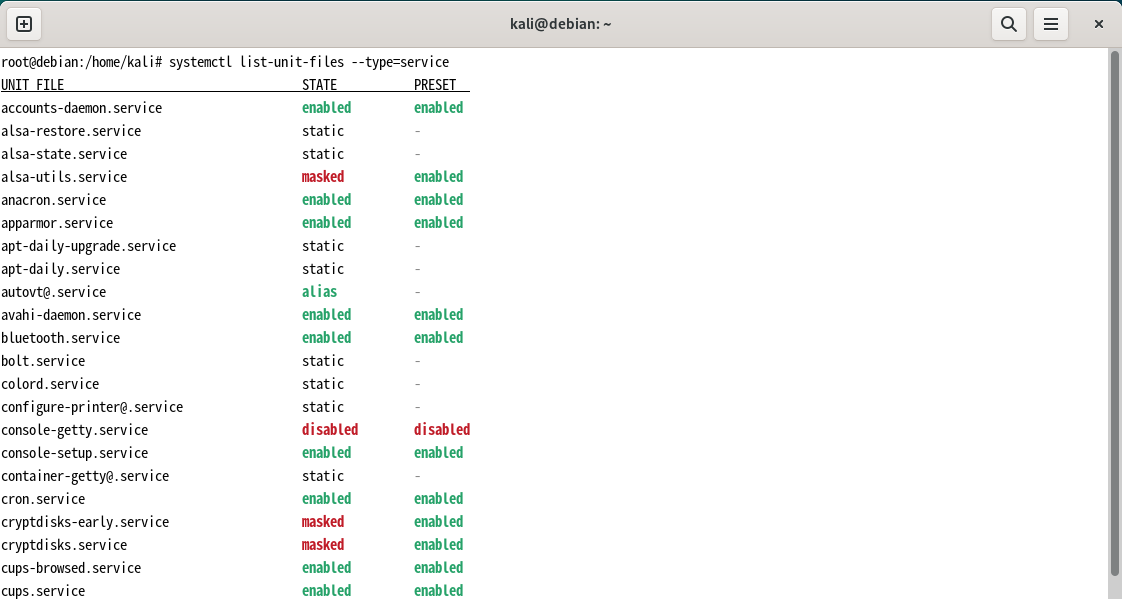 kali@debian: ~
root@debian:/home/kali# systemctl list-unit-files --type=service
UNIT FILE STATE PRESET
accounts-daemon.service enabled enabled
alsa-restore.service static -
alsa-state.service static -
alsa-utils.service masked enabled
anacron.service enabled enabled
apparmor.service enabled enabled
apt-daily-upgrade.service static -
apt-daily.service static -
autovt@.service alias -
avahi-daemon.service enabled enabled
bluetooth.service enabled enabled
bolt.service static -
colord.service static -
configure-printer@.service static -
console-getty.service disabled disabled
console-setup.service enabled enabled
container-getty@.service static -
cron.service enabled enabled
cryptdisks-early.service masked enabled
cryptdisks.service masked enabled
cups-browsed.service enabled enabled
cups.service enabled enabled